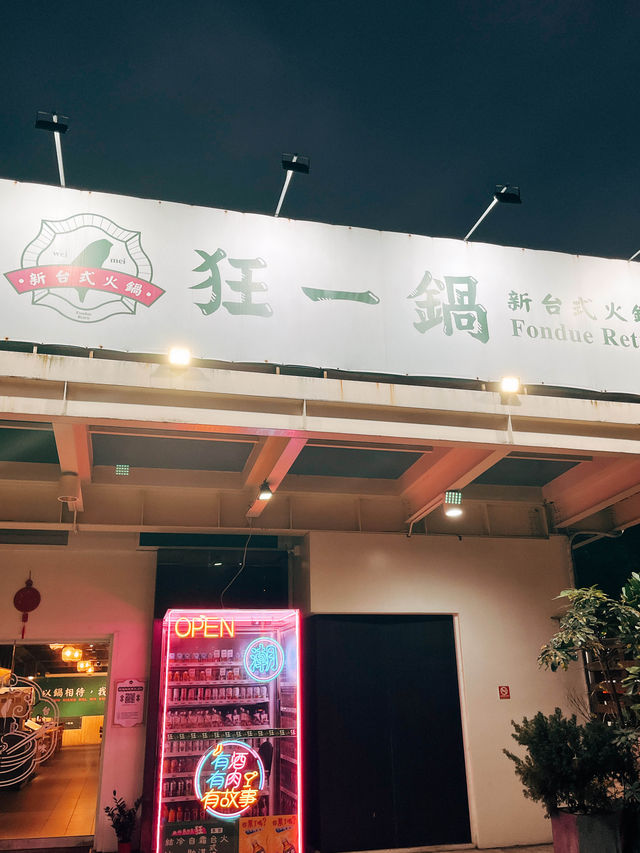 wei mei
新台式火鍋
Fondue
狂一鍋
新台式火鍋
Fondue Ret
以鍋相待，我
OPEN
潮
有酒
有肉
有故事